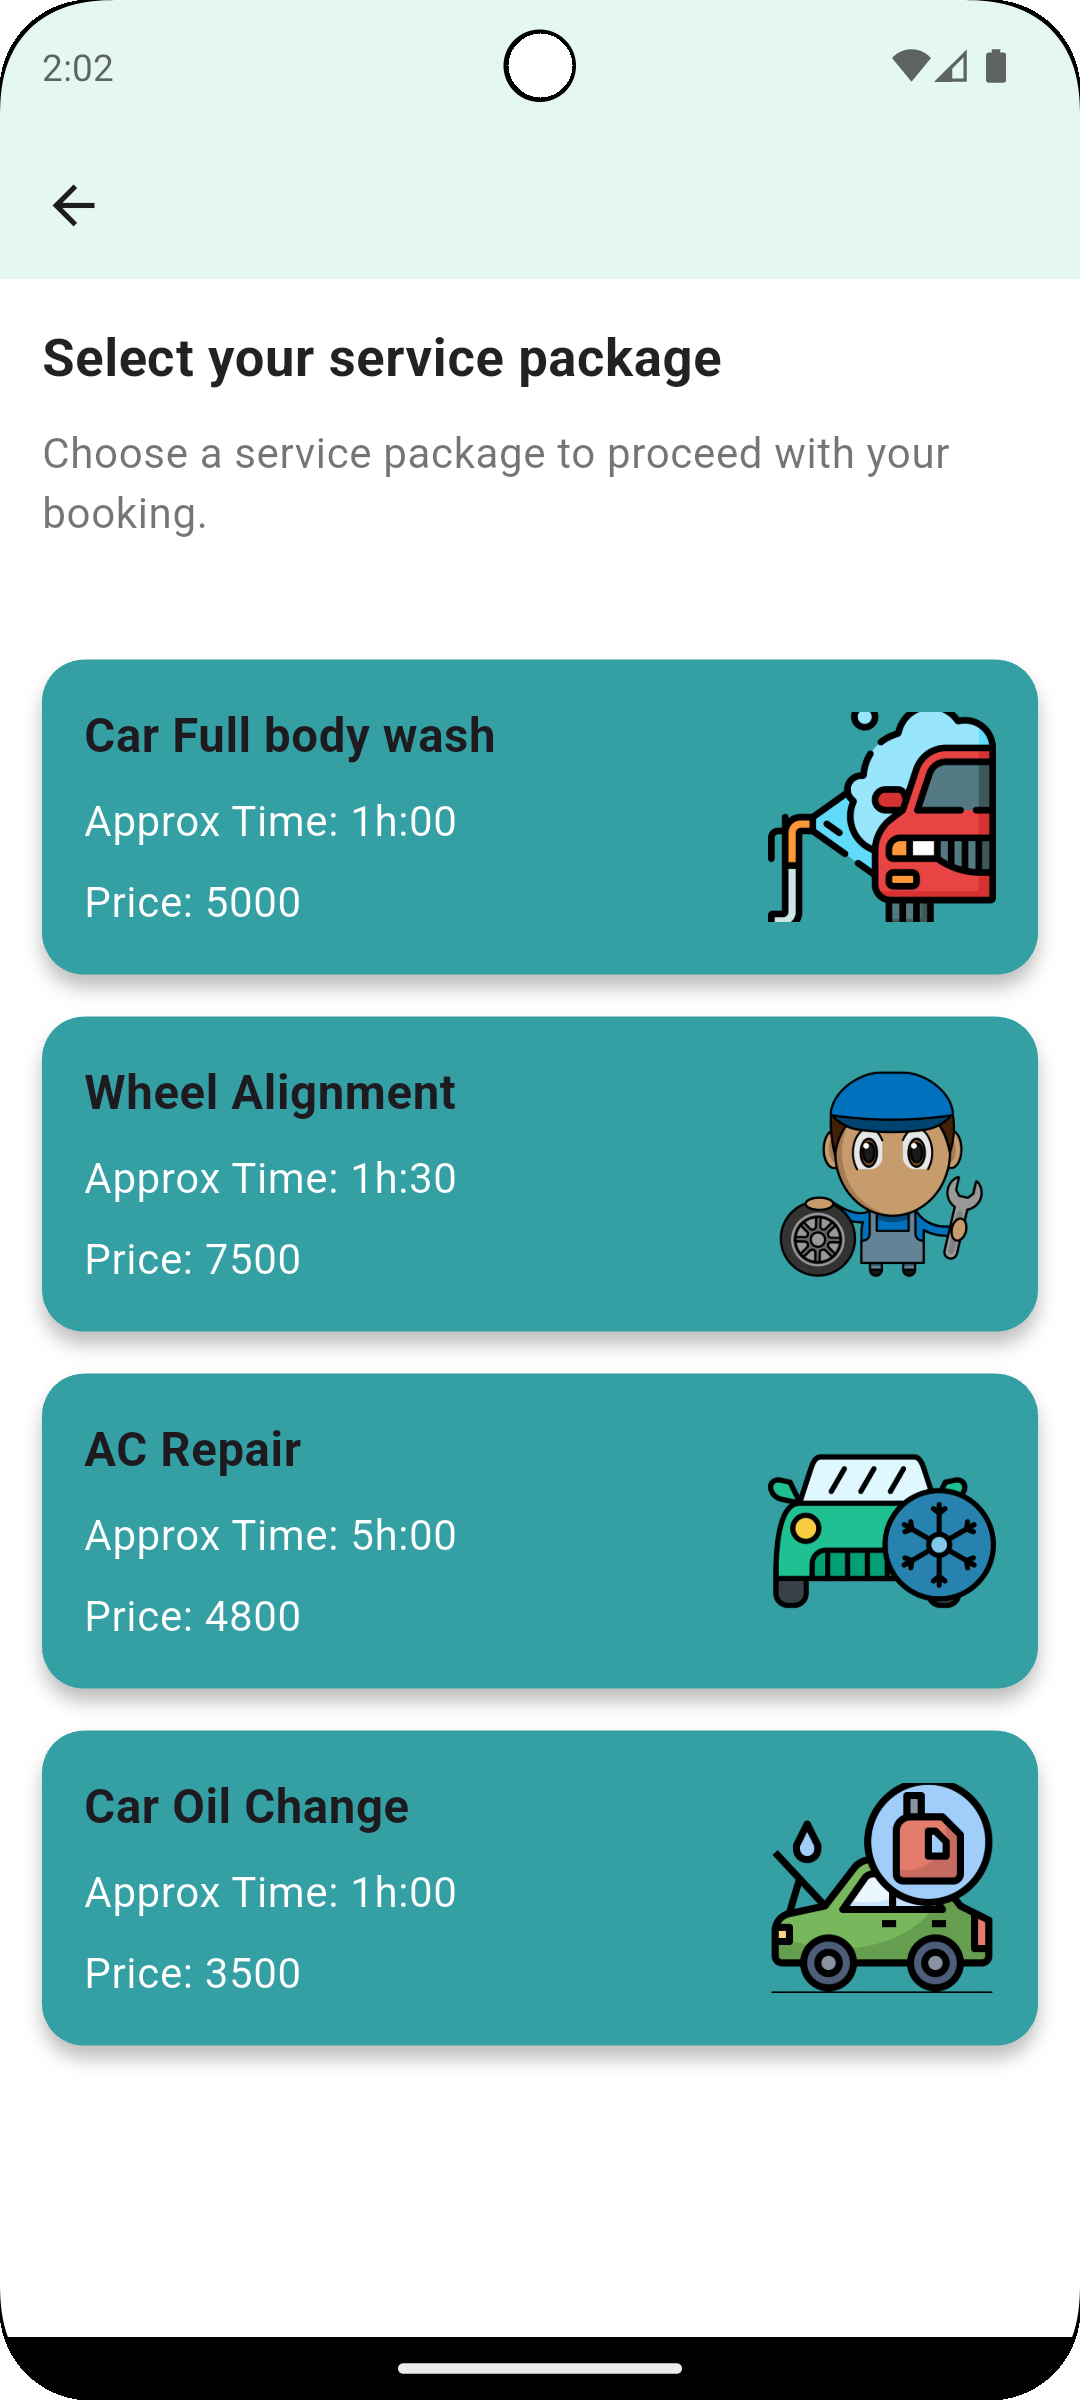 2:02
Select your service package
Choose a service package to proceed with your
booking.
Car Full body wash
Approx Time: 1h:00
Price: 5000
Wheel Alignment
Approx Time: 1h:30
Price: 7500
AC Repair
Approx Time: 5h:00
Price: 4800
Car Oil Change
Approx Time: 1h:00
Price: 3500